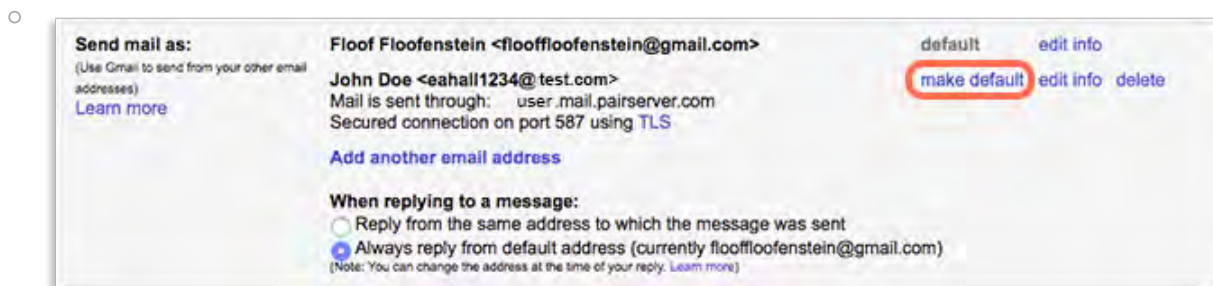 Send mail as:
(Use Gmail to send from your other email
addresses)
Learn more
Floof Floofenstein <flooffloofenstein@gmail.com>
default
edit info
John Doe <eahall1234@ test.com>
make default
edit info
delete
Mail is sent through: user .mail.pairserver.com
Secured connection on port 587 using TLS
Add another email address
When replying to a message:
Reply from the same address to which the message was sent
Always reply from default address (currently flooffloofenstein@gmail.com)
(Note: You can change the address at the time of your reply. Learn more)